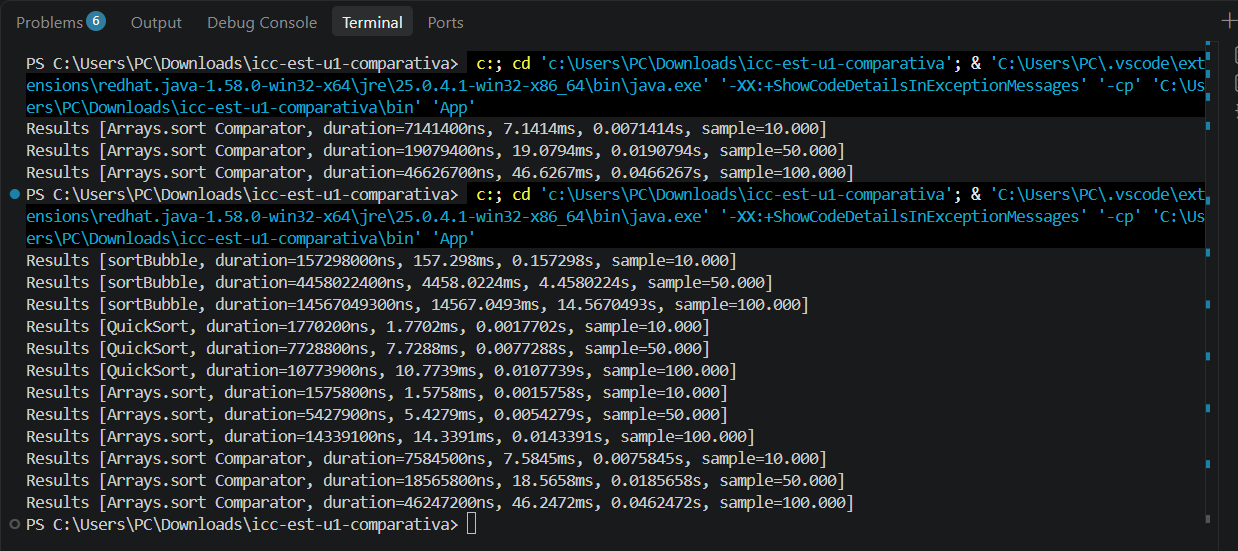 Problems 6 Output Debug Console Terminal Ports
PS C:\Users\PC\Downloads\icc-est-u1-comparativa> c:; cd 'c:\Users\PC\Downloads\icc-est-u1-comparativa'; & 'C:\Users\PC\.vscode\ext
ensions\redhat.java-1.58.0-win32-x64\jre\25.0.4.1-win32-x86_64\bin\java.exe' '-XX:+ShowCodeDetailsInExceptionMessages' '-cp' 'C:\Us
ers\PC\Downloads\icc-est-u1-comparativa\bin' 'App'
Results [Arrays.sort Comparator, duration=7141400ns, 7.1414ms, 0.0071414s, sample=10.000]
Results [Arrays.sort Comparator, duration=19079400ns, 19.0794ms, 0.0190794s, sample=50.000]
Results [Arrays.sort Comparator, duration=46626700ns, 46.6267ms, 0.0466267s, sample=100.000]
PS C:\Users\PC\Downloads\icc-est-u1-comparativa> c:; cd 'c:\Users\PC\Downloads\icc-est-u1-comparativa'; & 'C:\Users\PC\.vscode\ext
ensions\redhat.java-1.58.0-win32-x64\jre\25.0.4.1-win32-x86_64\bin\java.exe' '-XX:+ShowCodeDetailsInExceptionMessages' '-cp' 'C:\Us
ers\PC\Downloads\icc-est-u1-comparativa\bin' 'App'
Results [sortBubble, duration=157298000ns, 157.298ms, 0.157298s, sample=10.000]
Results [sortBubble, duration=4458022400ns, 4458.0224ms, 4.4580224s, sample=50.000]
Results [sortBubble, duration=14567049300ns, 14567.0493ms, 14.5670493s, sample=100.000]
Results [QuickSort, duration=1770200ns, 1.7702ms, 0.0017702s, sample=10.000]
Results [QuickSort, duration=7728800ns, 7.7288ms, 0.0077288s, sample=50.000]
Results [QuickSort, duration=10773900ns, 10.7739ms, 0.0107739s, sample=100.000]
Results [Arrays.sort, duration=1575800ns, 1.5758ms, 0.0015758s, sample=10.000]
Results [Arrays.sort, duration=5427900ns, 5.4279ms, 0.0054279s, sample=50.000]
Results [Arrays.sort, duration=14339100ns, 14.3391ms, 0.0143391s, sample=100.000]
Results [Arrays.sort Comparator, duration=7584500ns, 7.5845ms, 0.0075845s, sample=10.000]
Results [Arrays.sort Comparator, duration=18565800ns, 18.5658ms, 0.0185658s, sample=50.000]
Results [Arrays.sort Comparator, duration=46247200ns, 46.2472ms, 0.0462472s, sample=100.000]
PS C:\Users\PC\Downloads\icc-est-u1-comparativa>